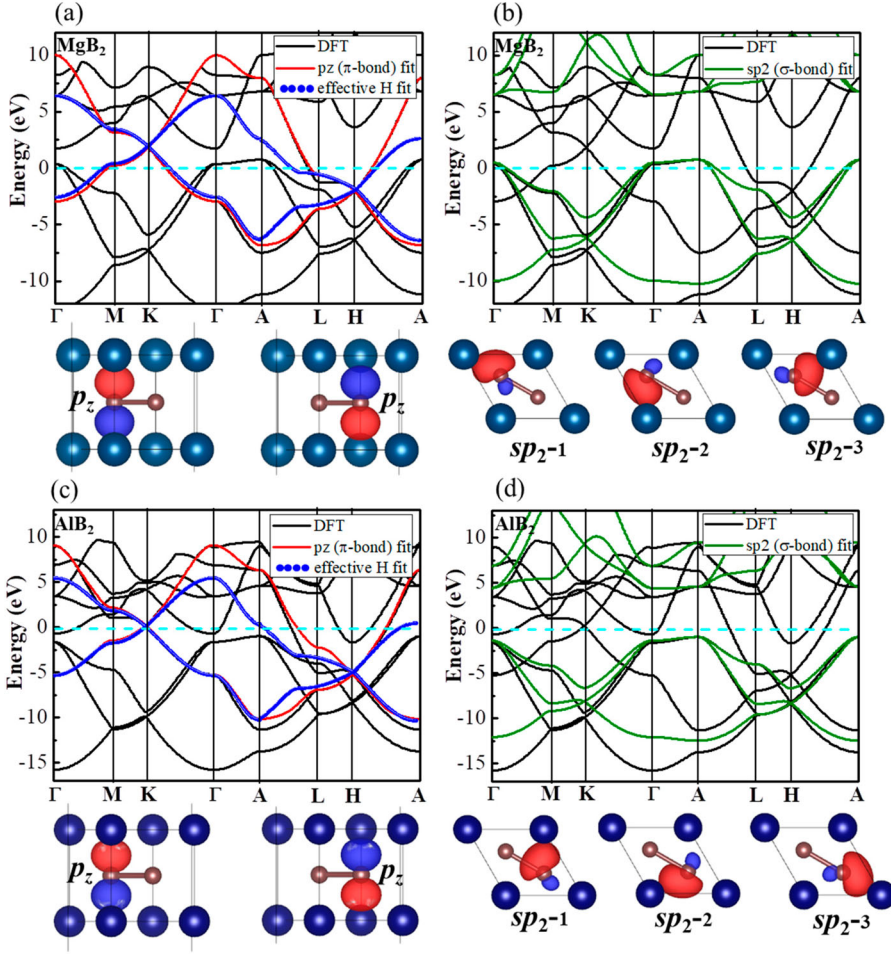 (a)
MgB2
DFT
pz (π-bond) fit
effective H fit
Energy (eV)
10
5
0
-5
-10
Γ M K Γ A L H A
pz
pz
(b)
MgB2
DFT
sp2 (σ-bond) fit
Energy (eV)
10
5
0
-5
-10
Γ M K Γ A L H A
sp2-1
sp2-2
sp2-3
(c)
AlB2
DFT
pz (π-bond) fit
effective H fit
Energy (eV)
10
5
0
-5
-10
-15
Γ M K Γ A L H A
pz
pz
(d)
AlB2
DFT
sp2 (σ-bond) fit
Energy (eV)
10
5
0
-5
-10
-15
Γ M K Γ A L H A
sp2-1
sp2-2
sp2-3